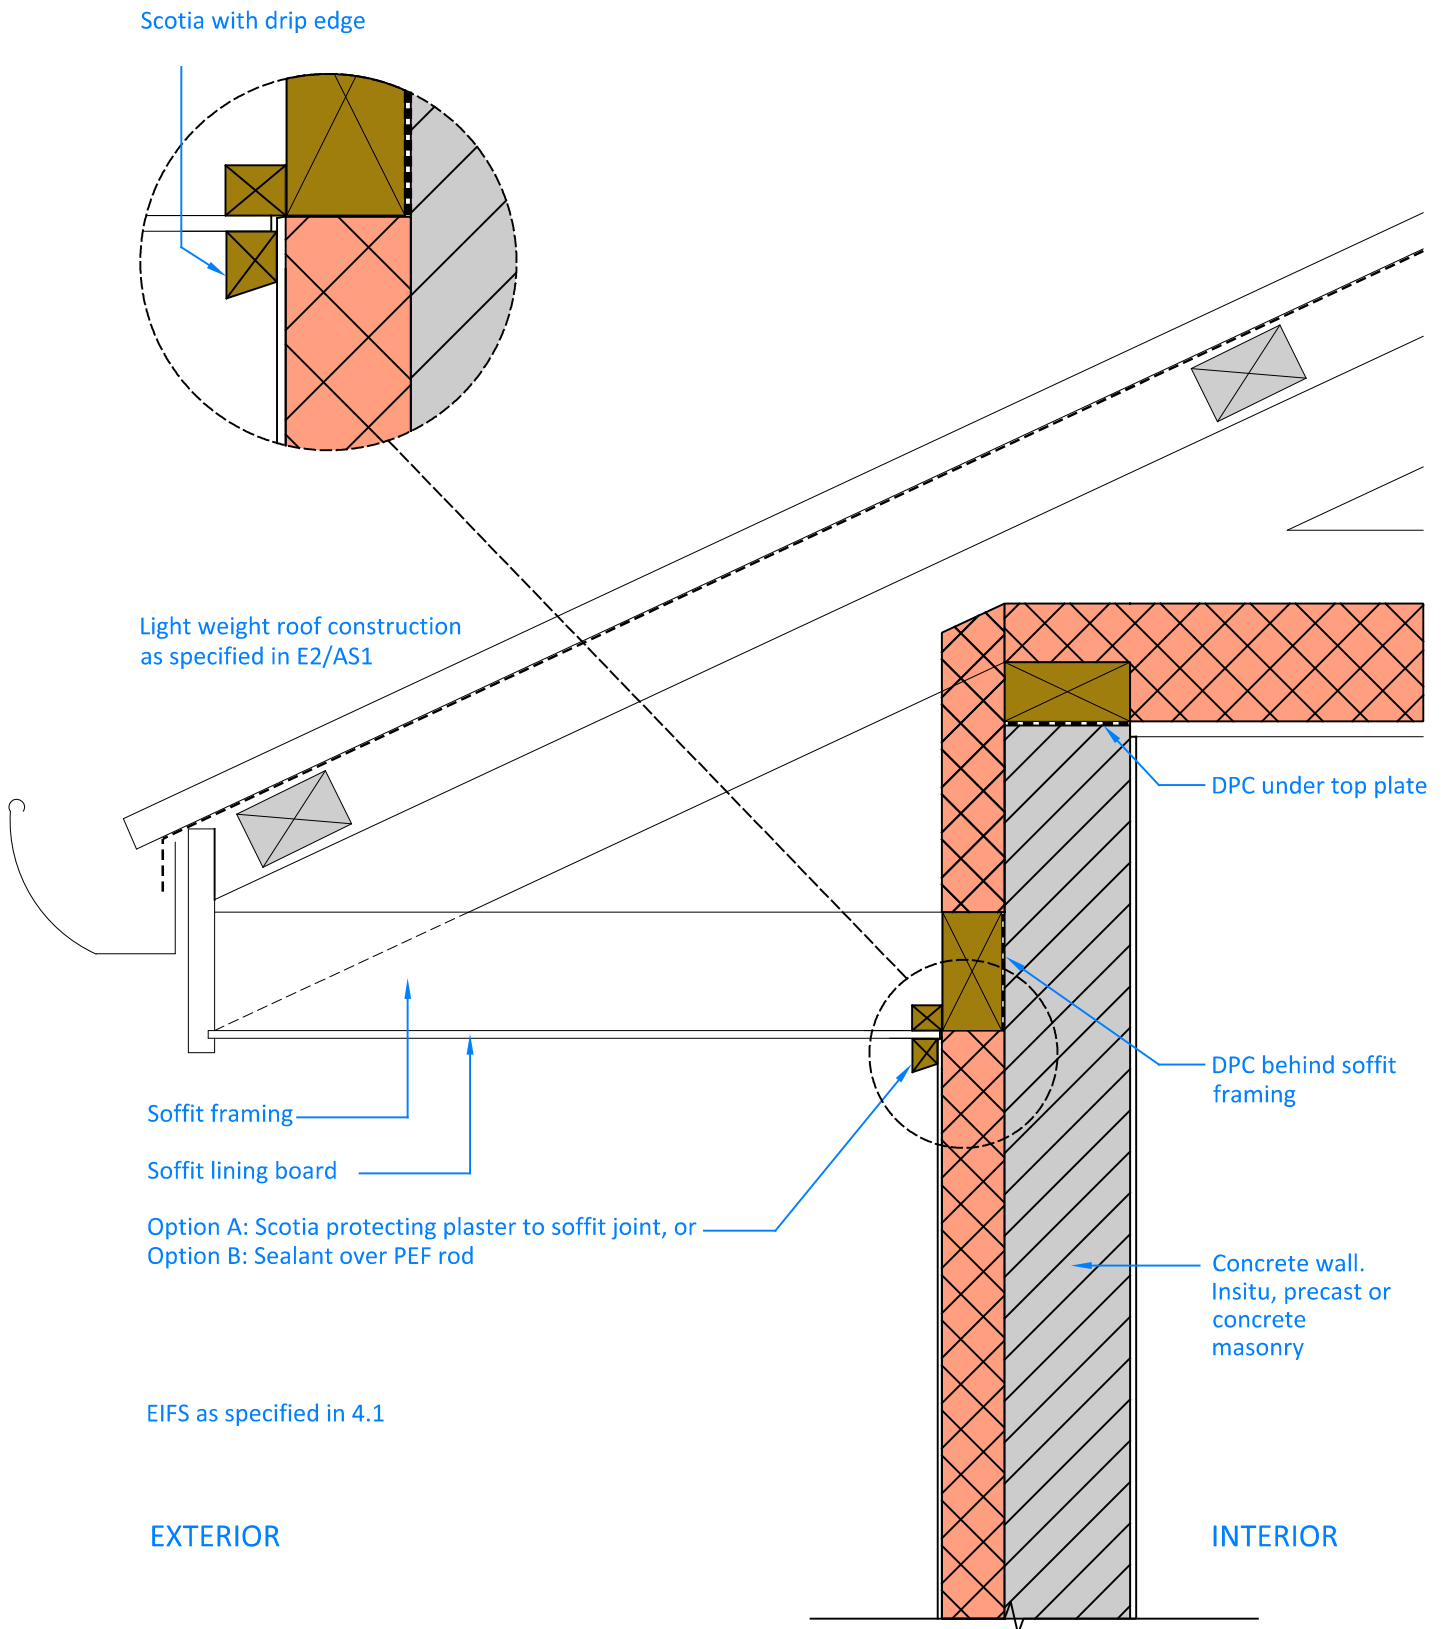 Scotia with drip edge
Light weight roof construction
as specified in E2/AS1
DPC under top plate
DPC behind soffit
framing
Soffit framing
Soffit lining board
Option A: Scotia protecting plaster to soffit joint, or
Option B: Sealant over PEF rod
Concrete wall.
Insitu, precast or
concrete
masonry
EIFS as specified in 4.1
EXTERIOR
INTERIOR